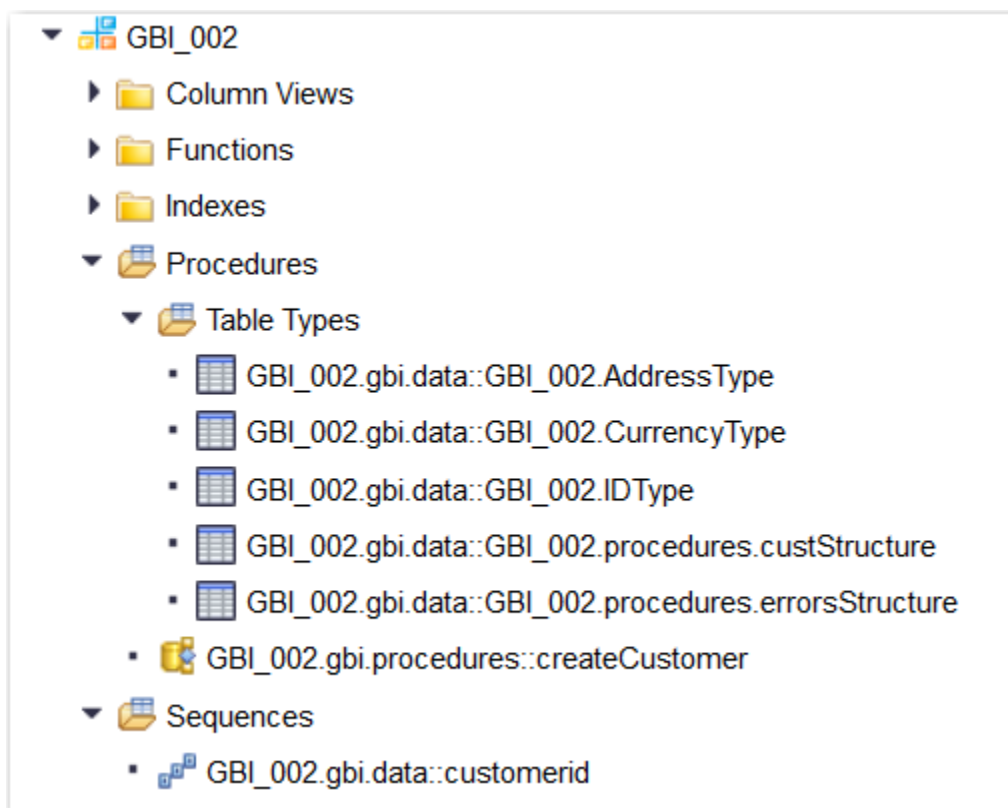 GBI_002
Column Views
Functions
Indexes
Procedures
Table Types
GBI_002.gbi.data::GBI_002.AddressType
GBI_002.gbi.data::GBI_002.CurrencyType
GBI_002.gbi.data::GBI_002.IDType
GBI_002.gbi.data::GBI_002.procedures.custStructure
GBI_002.gbi.data::GBI_002.procedures.errorsStructure
GBI_002.gbi.procedures::createCustomer
Sequences
GBI_002.gbi.data::customerid